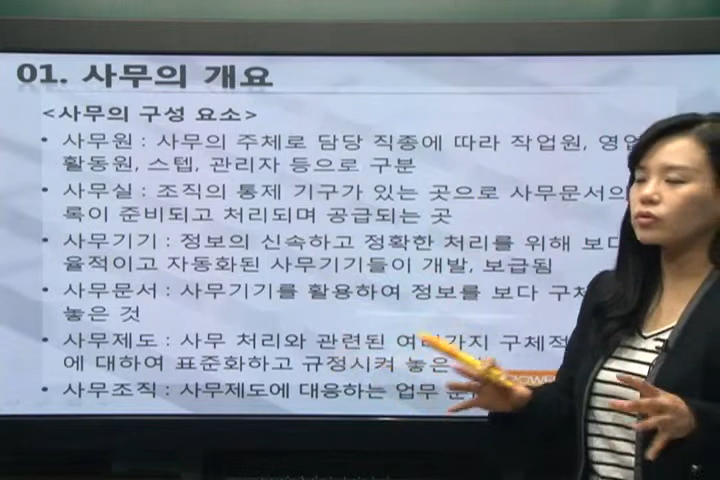 01. 사무의 개요
<사무의 구성 요소>
• 사무원 : 사무의 주체로 담당 직종에 따라 작업원, 영업
활동원, 스텝, 관리자 등으로 구분
• 사무실 : 조직의 통제 기구가 있는 곳으로 사무문서의
록이 준비되고 처리되며 공급되는 곳
• 사무기기 : 정보의 신속하고 정확한 처리를 위해 보다
율적이고 자동화된 사무기기들이 개발, 보급됨
• 사무문서 : 사무기기를 활용하여 정보를 보다 구체
놓은 것
• 사무제도 : 사무 처리와 관련된 여러가지 구체적
에 대하여 표준화하고 규정시켜 놓은
• 사무조직 : 사무제도에 대응하는 업무